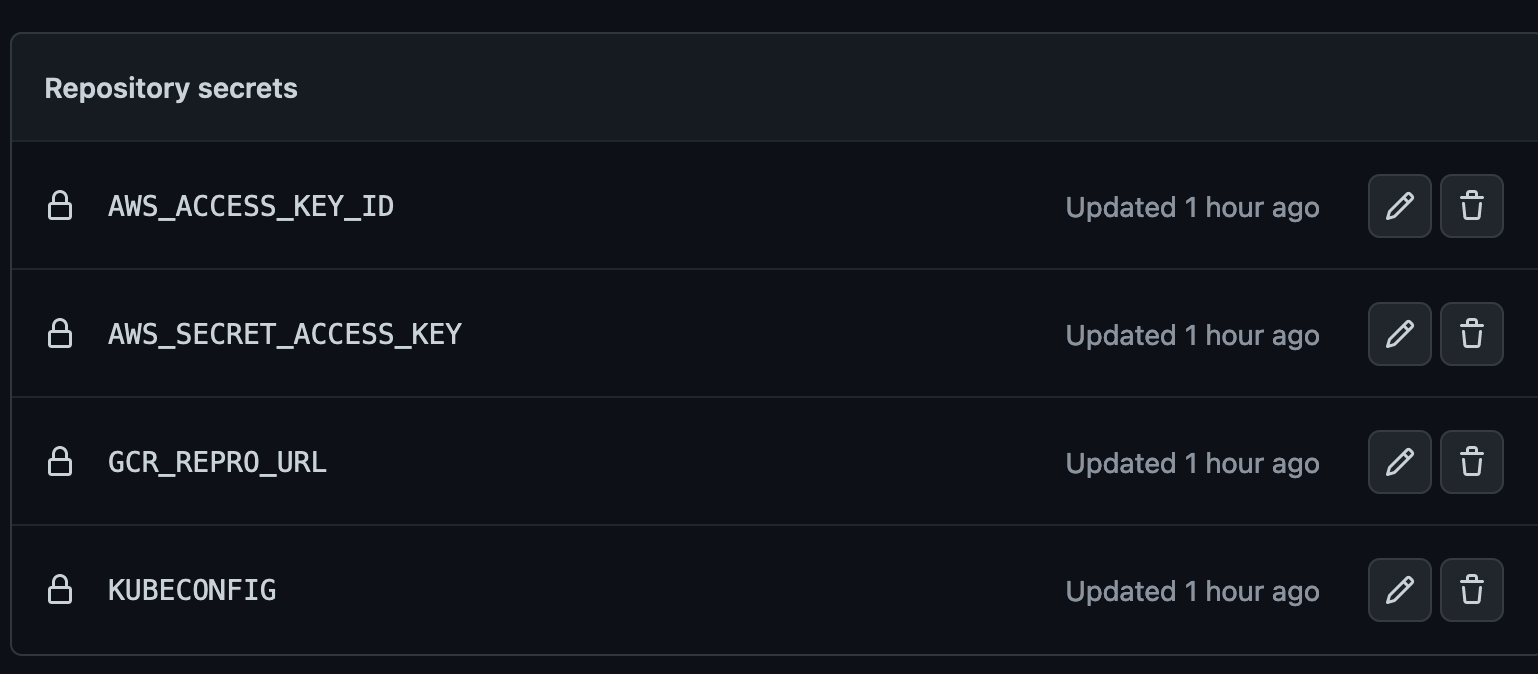 Repository secrets
AWS_ACCESS_KEY_ID Updated 1 hour ago
AWS_SECRET_ACCESS_KEY Updated 1 hour ago
GCR_REPRO_URL Updated 1 hour ago
KUBECONFIG Updated 1 hour ago